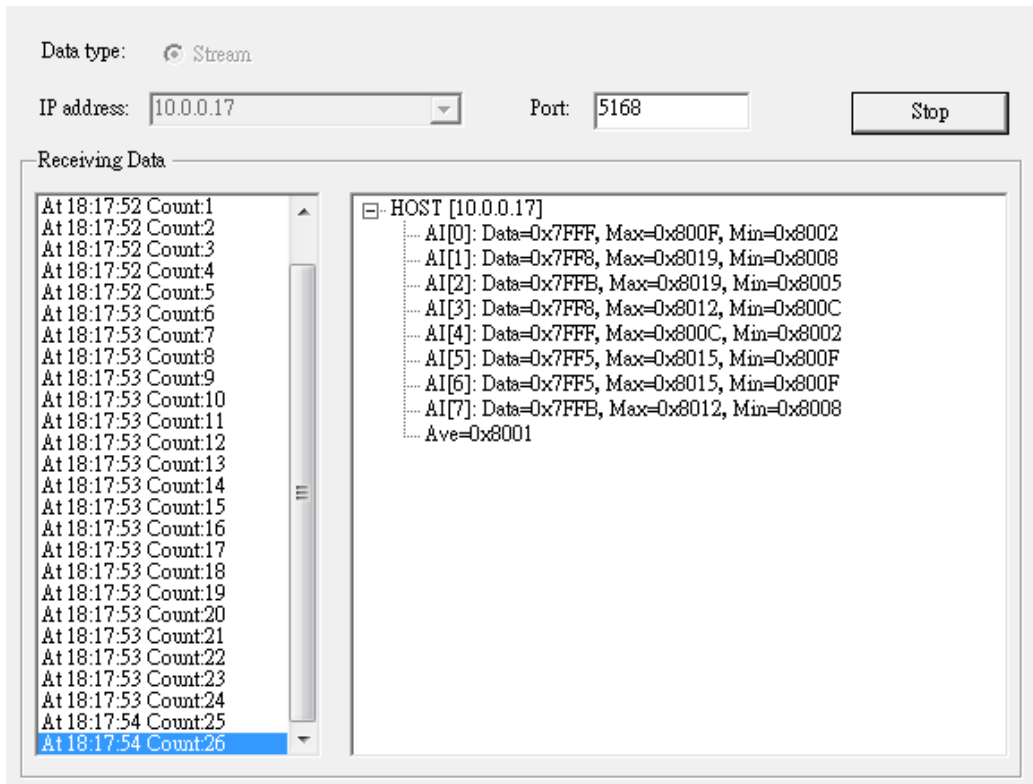 Data type: Stream
IP address: 10.0.0.17 Port: 5168 Stop
Receiving Data
At 18:17:52 Count:1
At 18:17:52 Count:2
At 18:17:52 Count:3
At 18:17:52 Count:4
At 18:17:52 Count:5
At 18:17:53 Count:6
At 18:17:53 Count:7
At 18:17:53 Count:8
At 18:17:53 Count:9
At 18:17:53 Count:10
At 18:17:53 Count:11
At 18:17:53 Count:12
At 18:17:53 Count:13
At 18:17:53 Count:14
At 18:17:53 Count:15
At 18:17:53 Count:16
At 18:17:53 Count:17
At 18:17:53 Count:18
At 18:17:53 Count:19
At 18:17:53 Count:20
At 18:17:53 Count:21
At 18:17:53 Count:22
At 18:17:53 Count:23
At 18:17:53 Count:24
At 18:17:54 Count:25
At 18:17:54 Count:26
HOST [10.0.0.17]
AI[0]: Data=0x7FFF, Max=0x800F, Min=0x8002
AI[1]: Data=0x7FF8, Max=0x8019, Min=0x8008
AI[2]: Data=0x7FFB, Max=0x8019, Min=0x8005
AI[3]: Data=0x7FF8, Max=0x8012, Min=0x800C
AI[4]: Data=0x7FFF, Max=0x800C, Min=0x8002
AI[5]: Data=0x7FF5, Max=0x8015, Min=0x800F
AI[6]: Data=0x7FF5, Max=0x8015, Min=0x800F
AI[7]: Data=0x7FFB, Max=0x8012, Min=0x8008
Ave=0x8001